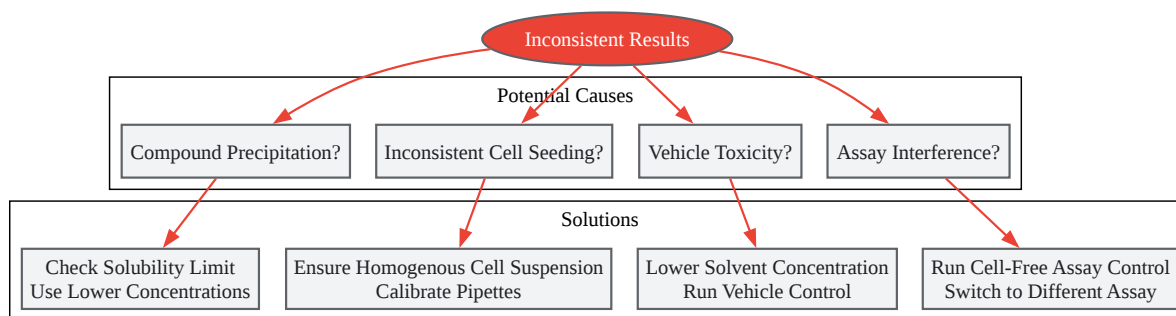 Inconsistent Results
Potential Causes
Compound Precipitation?
Inconsistent Cell Seeding?
Vehicle Toxicity?
Assay Interference?
Solutions
Check Solubility Limit
Use Lower Concentrations
Ensure Homogenous Cell Suspension
Calibrate Pipettes
Lower Solvent Concentration
Run Vehicle Control
Run Cell-Free Assay Control
Switch to Different Assay